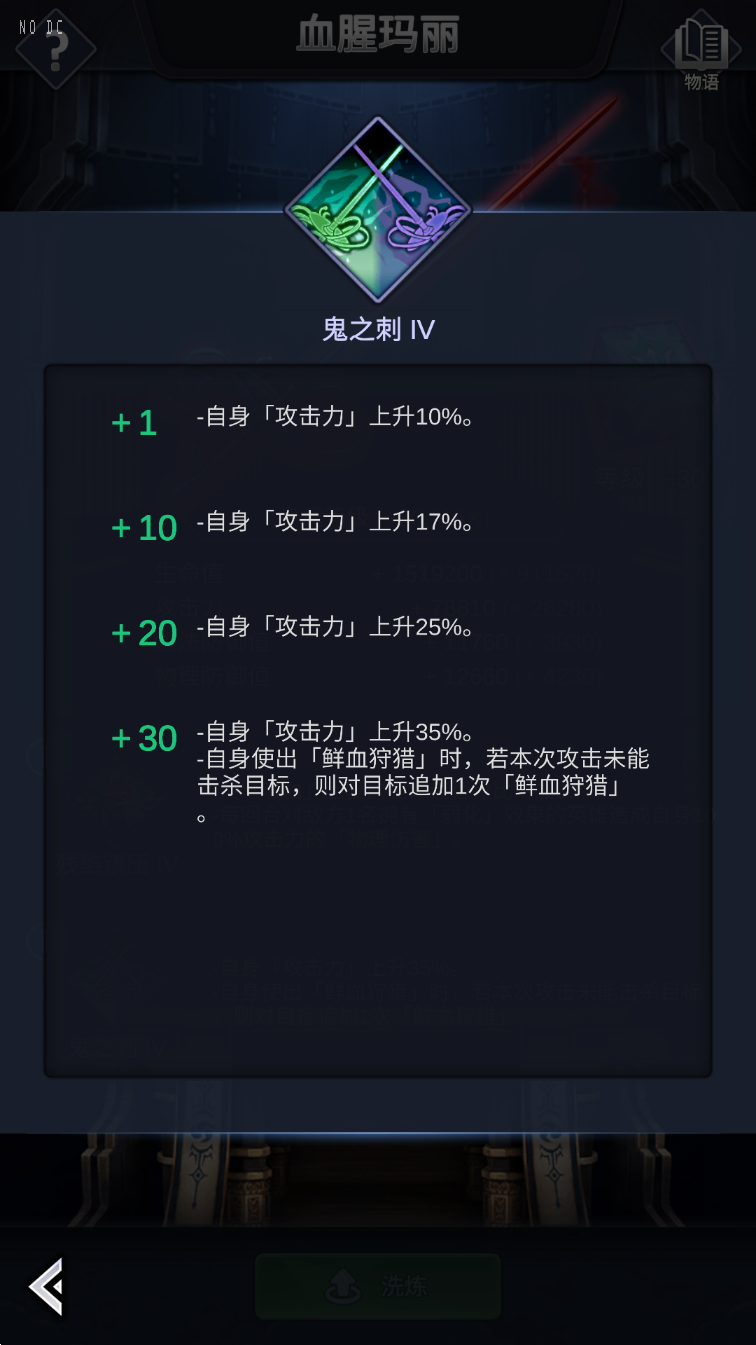 NO DC
血腥玛丽
物语
鬼之刺 IV
+1
-自身「攻击力」上升10%。
+10
-自身「攻击力」上升17%。
+20
-自身「攻击力」上升25%。
+30
-自身「攻击力」上升35%。
-自身使出「鲜血狩猎」时，若本次攻击未能
击杀目标，则对目标追加1次「鲜血狩猎」
。
洗炼